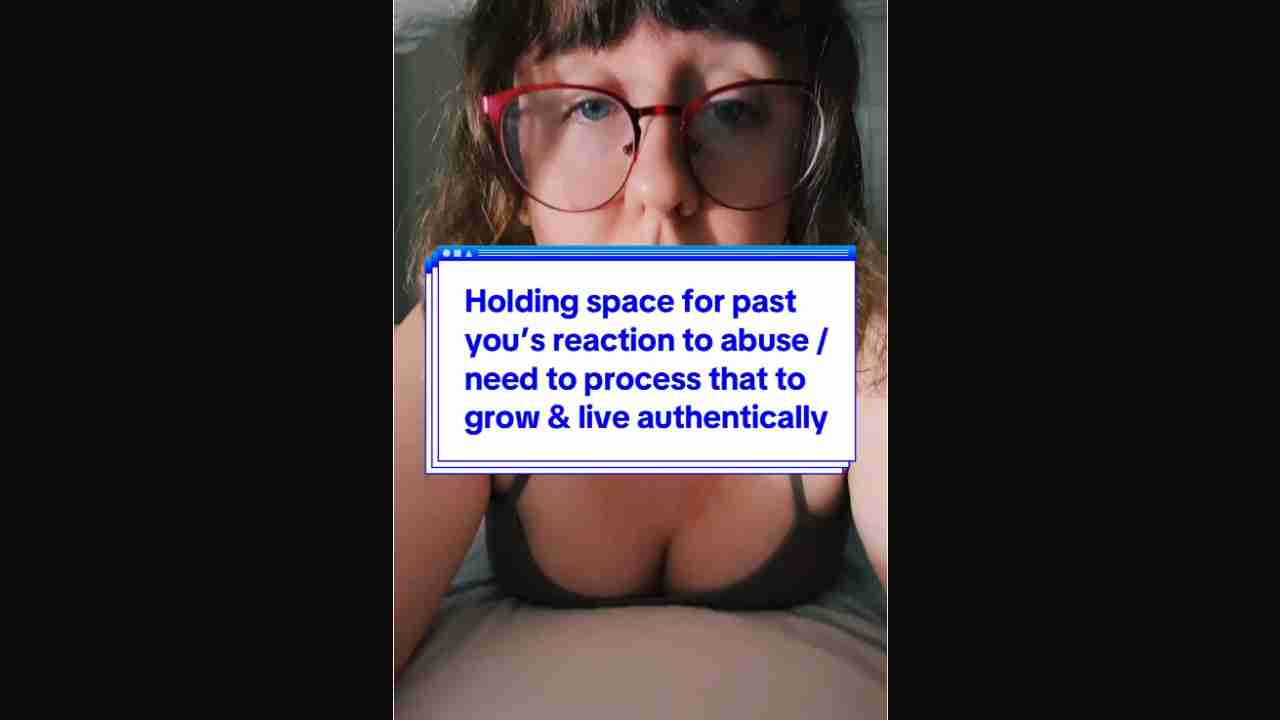 Holding space for past
you’s reaction to abuse /
need to process that to
grow & live authentically